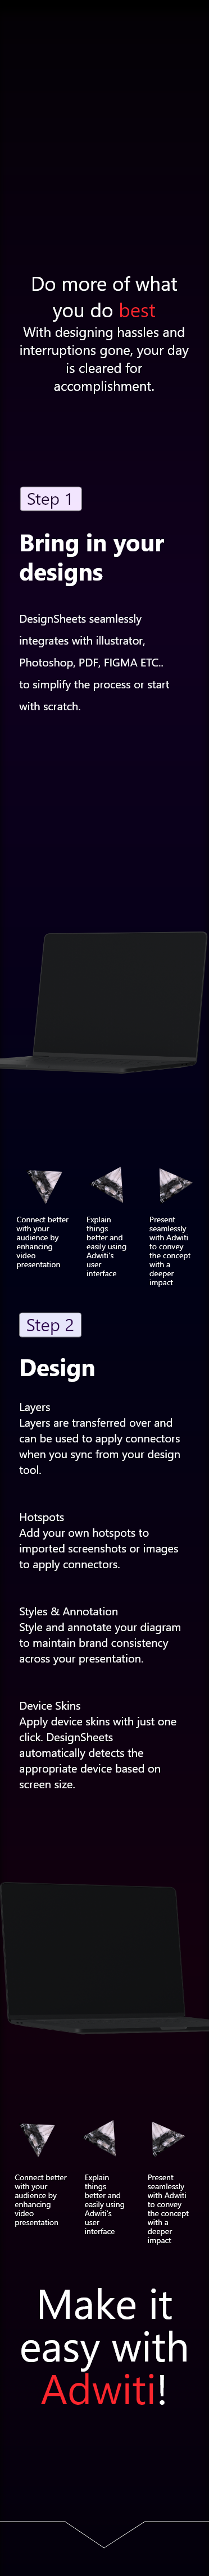 Do more of what
you do best
With designing hassles and
interruptions gone, your day
is cleared for
accomplishment.
Step 1
Bring in your
designs
DesignSheets seamlessly
integrates with illustrator,
Photoshop, PDF, FIGMA ETC..
to simplify the process or start
with scratch.
Connect better
with your
audience by
enhancing
video
presentation
Explain
things
better and
easily using
Adwiti's
user
interface
Present
seamlessly
with Adwiti
to convey
the concept
with a
deeper
impact
Step 2
Design
Layers
Layers are transferred over and
can be used to apply connectors
when you sync from your design
tool.
Hotspots
Add your own hotspots to
imported screenshots or images
to apply connectors.
Styles & Annotation
Style and annotate your diagram
to maintain brand consistency
across your presentation.
Device Skins
Apply device skins with just one
click. DesignSheets
automatically detects the
appropriate device based on
screen size.
Connect better
with your
audience by
enhancing
video
presentation
Explain
things
better and
easily using
Adwiti's
user
interface
Present
seamlessly
with Adwiti
to convey
the concept
with a
deeper
impact
Make it
easy with
Adwiti!